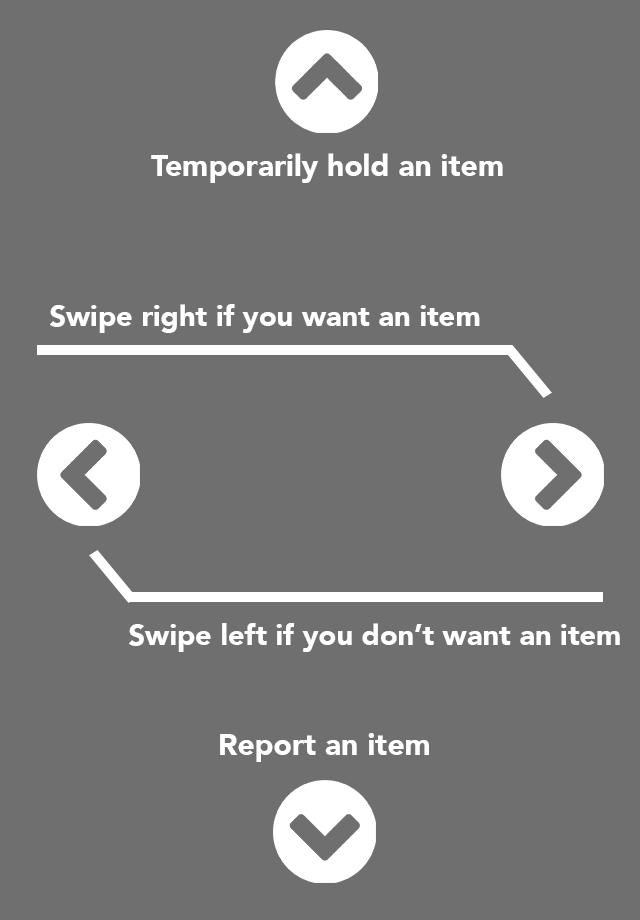 Temporarily hold an item
Swipe right if you want an item
Swipe left if you don’t want an item
Report an item